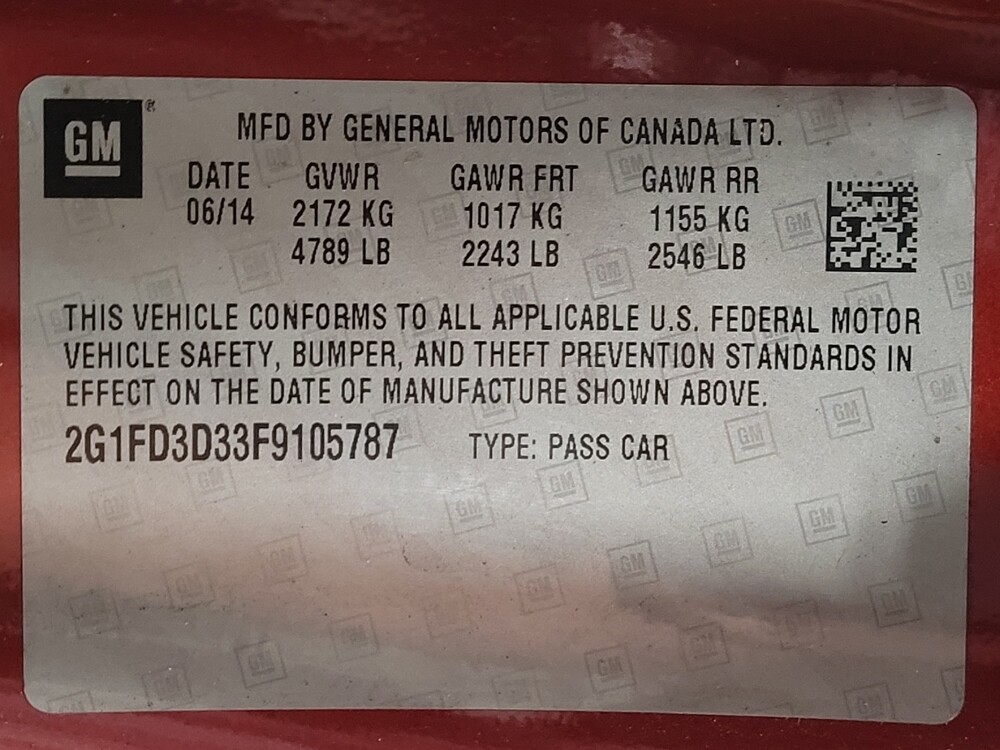 GM ®
MFD BY GENERAL MOTORS OF CANADA LTD.
DATE GVWR GAWR FRT GAWR RR
06/14 2172 KG 1017 KG 1155 KG
4789 LB 2243 LB 2546 LB
THIS VEHICLE CONFORMS TO ALL APPLICABLE U.S. FEDERAL MOTOR
VEHICLE SAFETY, BUMPER, AND THEFT PREVENTION STANDARDS IN
EFFECT ON THE DATE OF MANUFACTURE SHOWN ABOVE.
2G1FD3D33F9105787 TYPE: PASS CAR